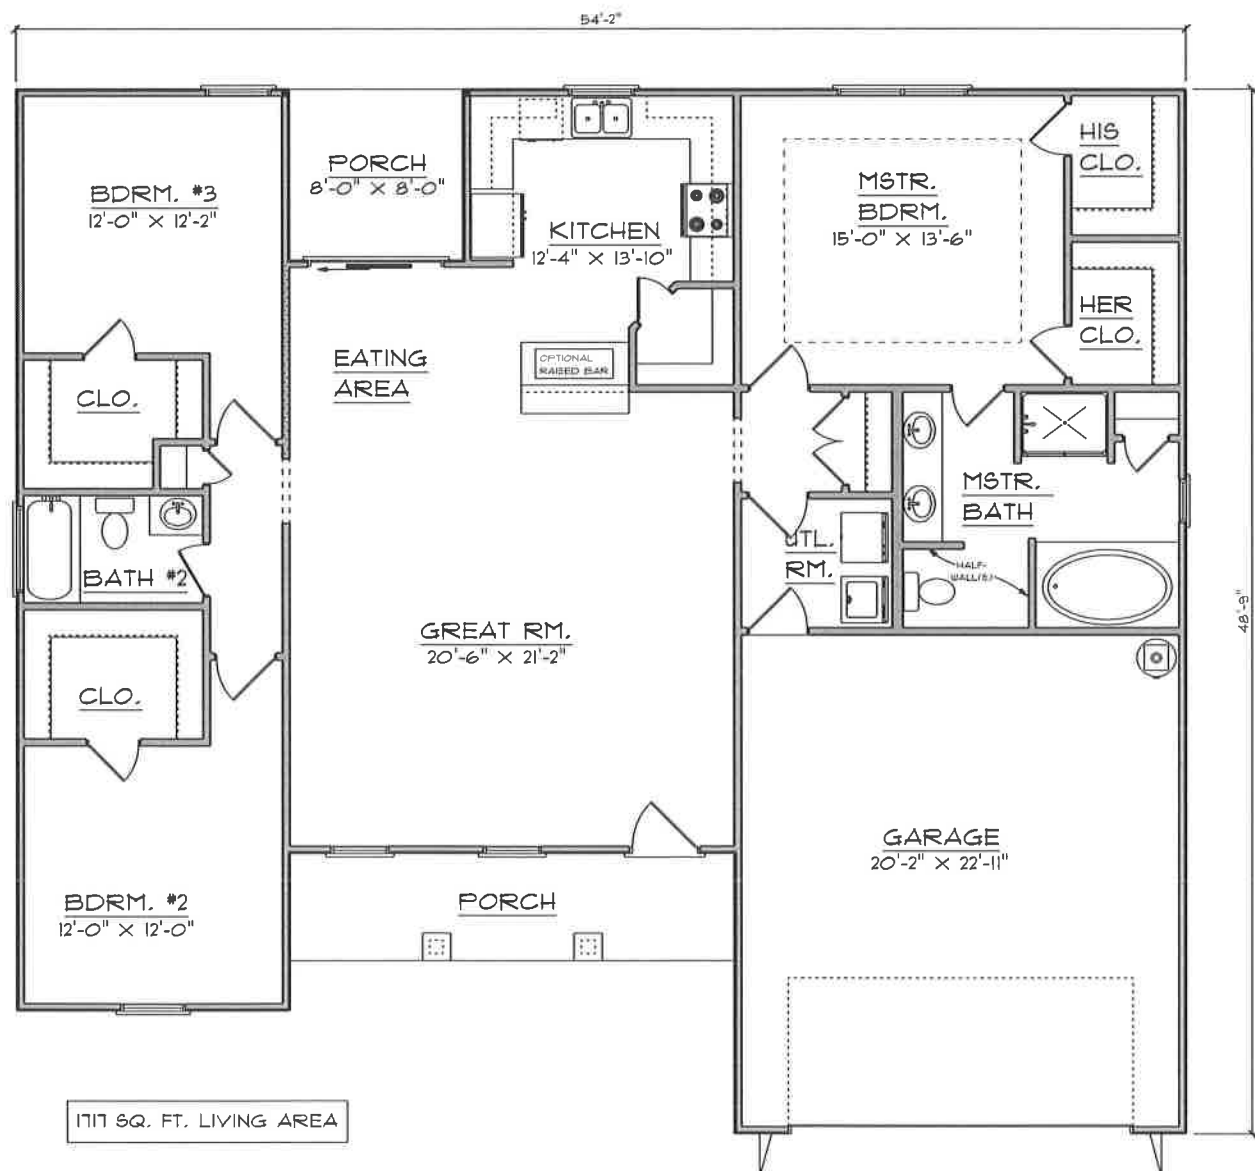 54'-2"
BDRM. #3
12'-0" X 12'-2"
PORCH
8'-0" X 8'-0"
KITCHEN
12'-4" X 13'-10"
MSTR.
BDRM.
15'-0" X 13'-6"
HIS
CLO.
HER
CLO.
EATING
AREA
OPTIONAL
RAISED BAR
CLO.
MSTR.
BATH
UTL.
RM.
HALF-
WALL(S)
BATH #2
GREAT RM.
20'-6" X 21'-2"
48'-9"
CLO.
GARAGE
20'-2" X 22'-11"
BDRM. #2
12'-0" X 12'-0"
PORCH
1717 SQ. FT. LIVING AREA